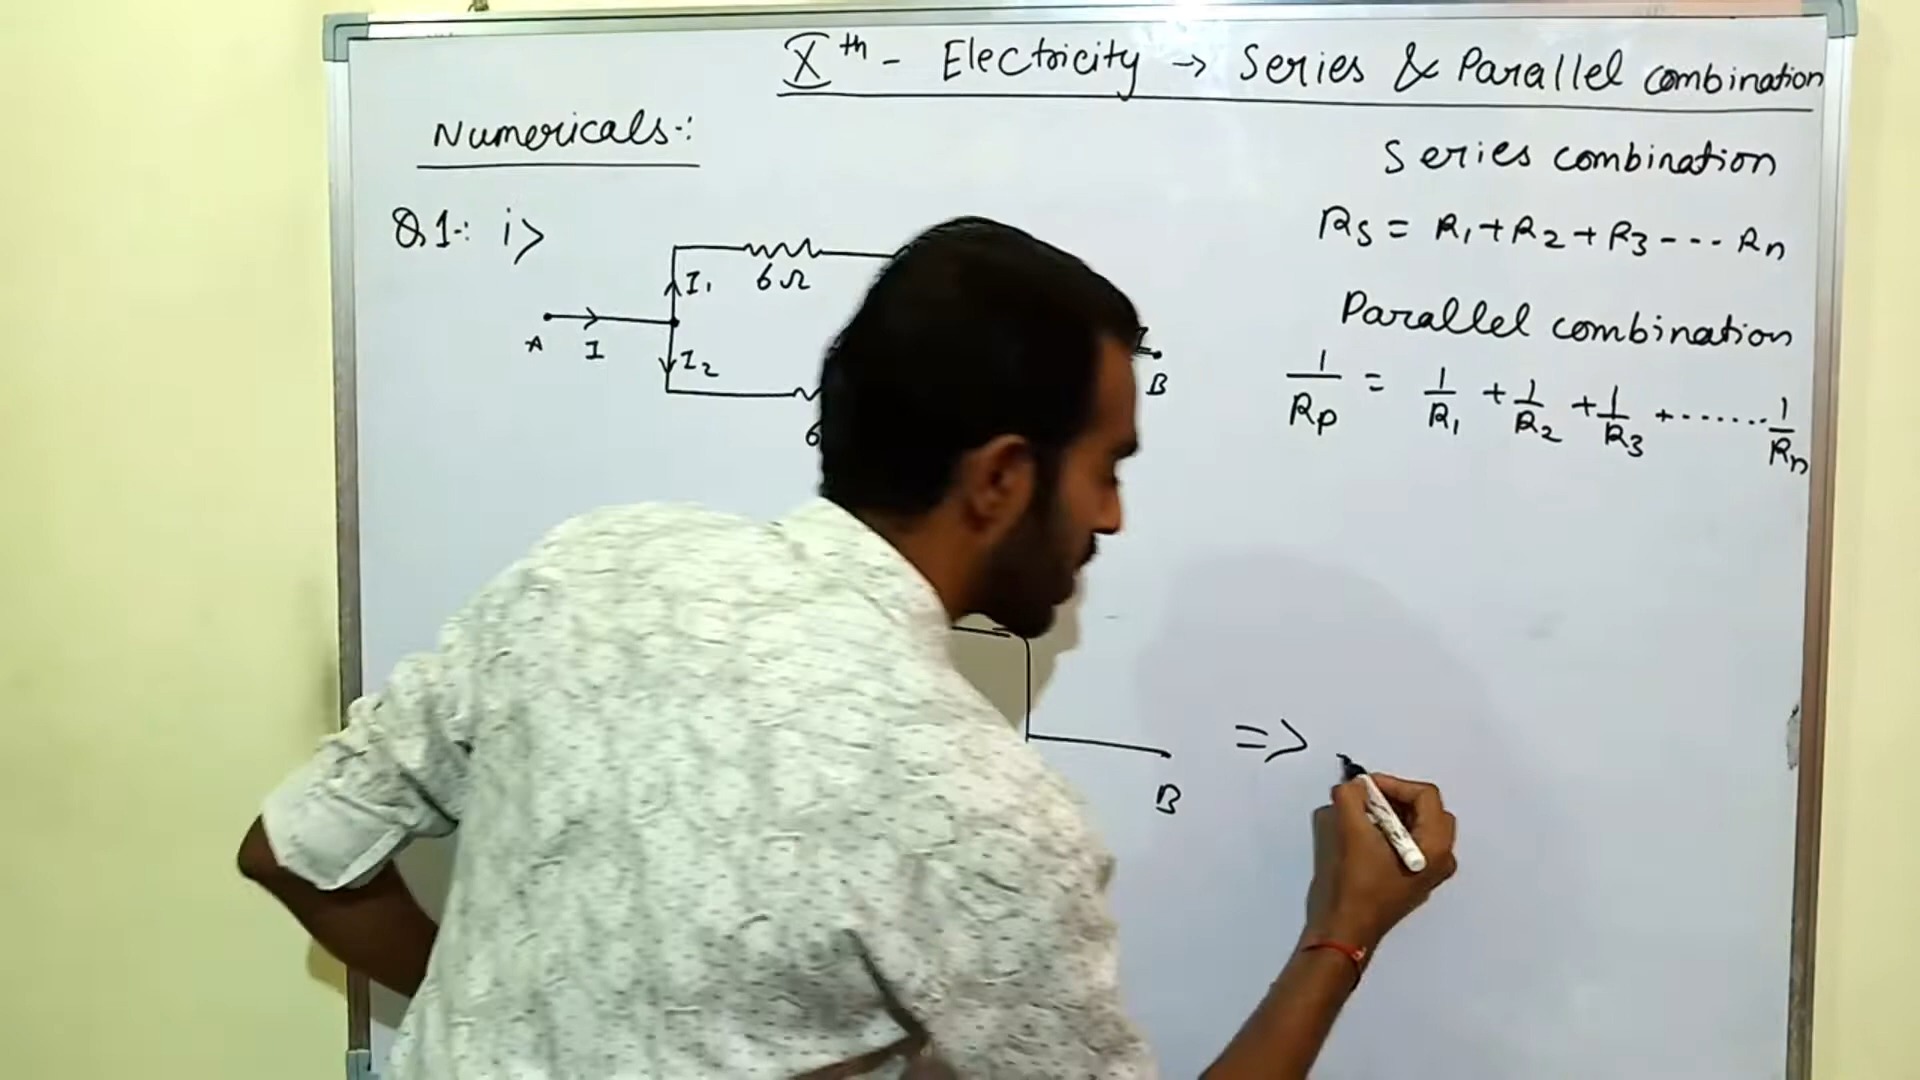 Xth - Electricity → Series & Parallel combination
Numericals:
Q1: i>
6Ω
I1
A
I
I2
B
Series combination
Rs = R1+R2+R3---Rn
Parallel combination
1/Rp = 1/R1 + 1/R2 + 1/R3 + ...... 1/Rn
=>
B